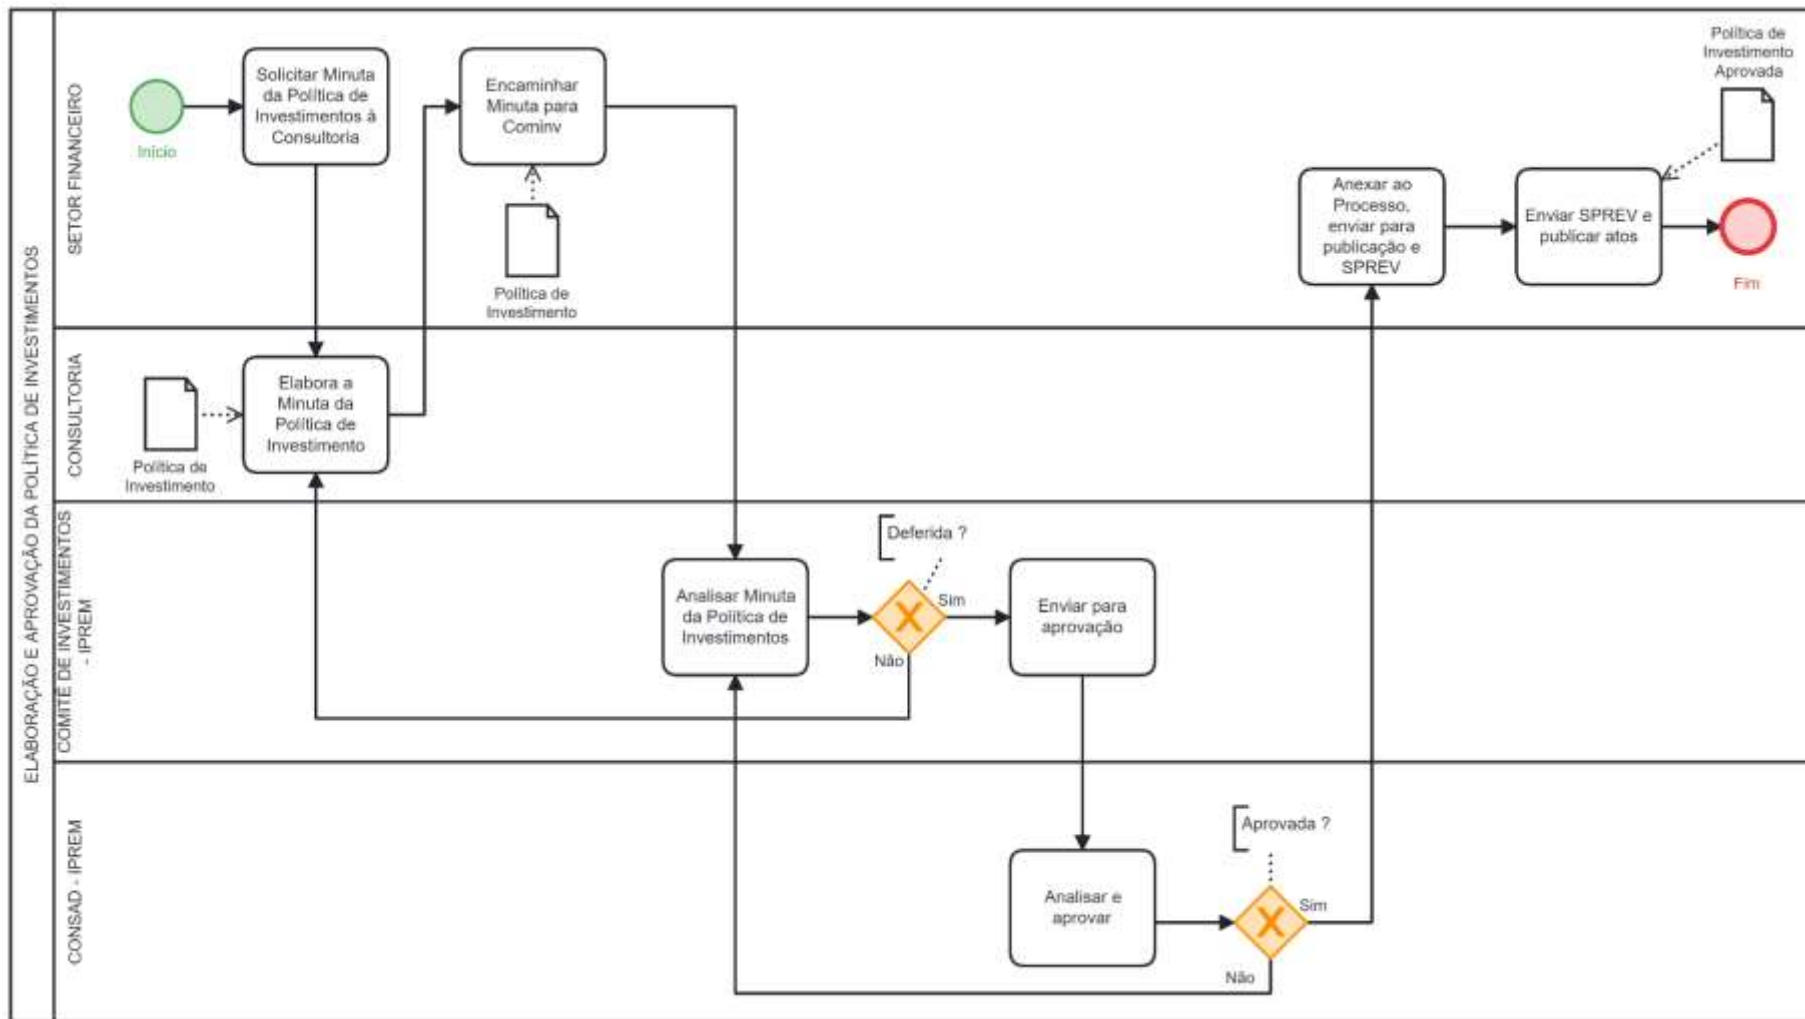 ELABORAÇÃO E APROVAÇÃO DA POLÍTICA DE INVESTIMENTOS
SETOR FINANCEIRO
Início
Solicitar Minuta
da Política de
Investimentos à
Consultoria
Encaminhar
Minuta para
Cominv
Política de
Investimento
Anexar ao
Processo,
enviar para
publicação e
SPREV
Enviar SPREV e
publicar atos
Política de
Investimento
Aprovada
Fim
CONSULTORIA
Política de
Investimento
Elabora a
Minuta da
Política de
Investimento
COMITÊ DE INVESTIMENTOS
- IPREM
Analisar Minuta
da Política de
Investimentos
Deferida ?
Sim
Não
Enviar para
aprovação
CONSAD - IPREM
Analisar e
aprovar
Aprovada ?
Sim
Não